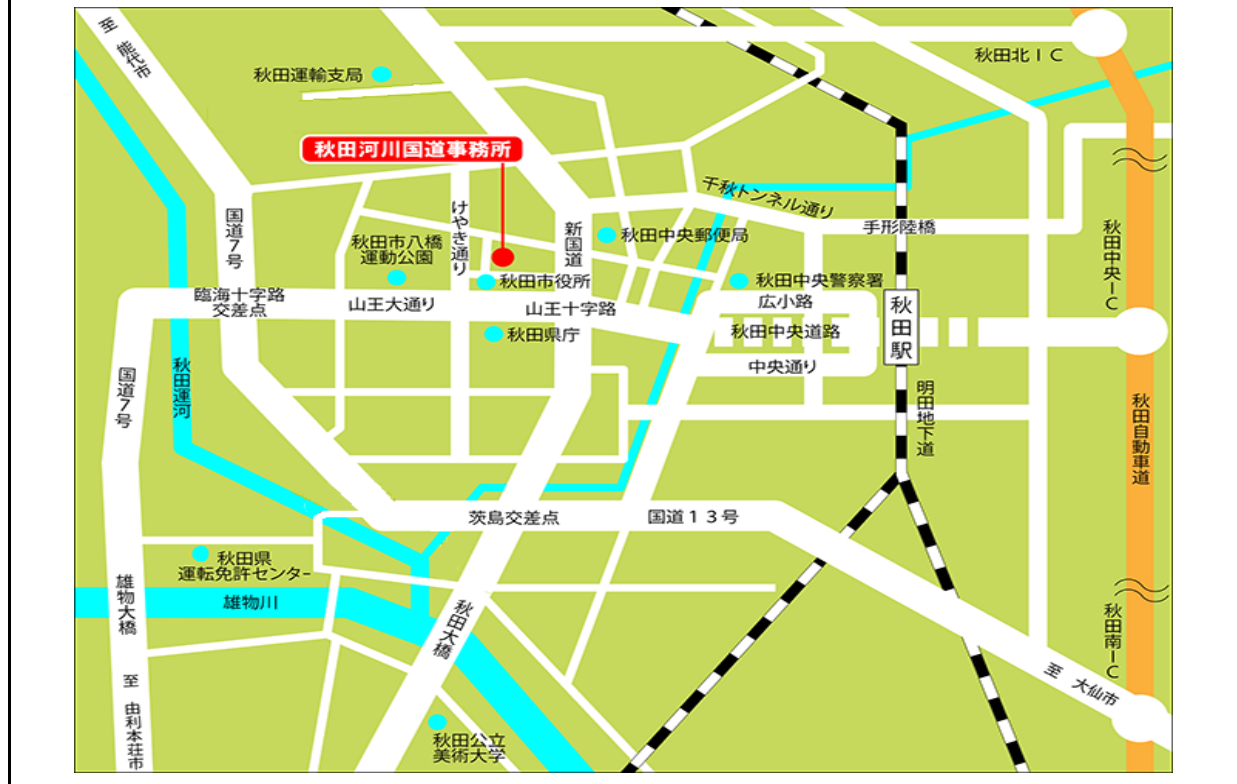 至 能代市
秋田運輸支局
秋田北ＩＣ
秋田河川国道事務所
千秋トンネル通り
手形陸橋
国道７号
けやき通り
新国道
秋田中央郵便局
秋田中央ＩＣ
秋田市八橋
運動公園
秋田市役所
秋田中央警察署
臨海十字路
交差点
山王大通り
山王十字路
広小路
秋田県庁
秋田中央道路
秋田駅
中央通り
国道７号
秋田運河
明田地下道
秋田自動車道
茨島交差点
国道１３号
秋田県
運転免許センター
雄物大橋
雄物川
秋田大橋
秋田南ＩＣ
至 大仙市
至 由利本荘市
秋田公立
美術大学